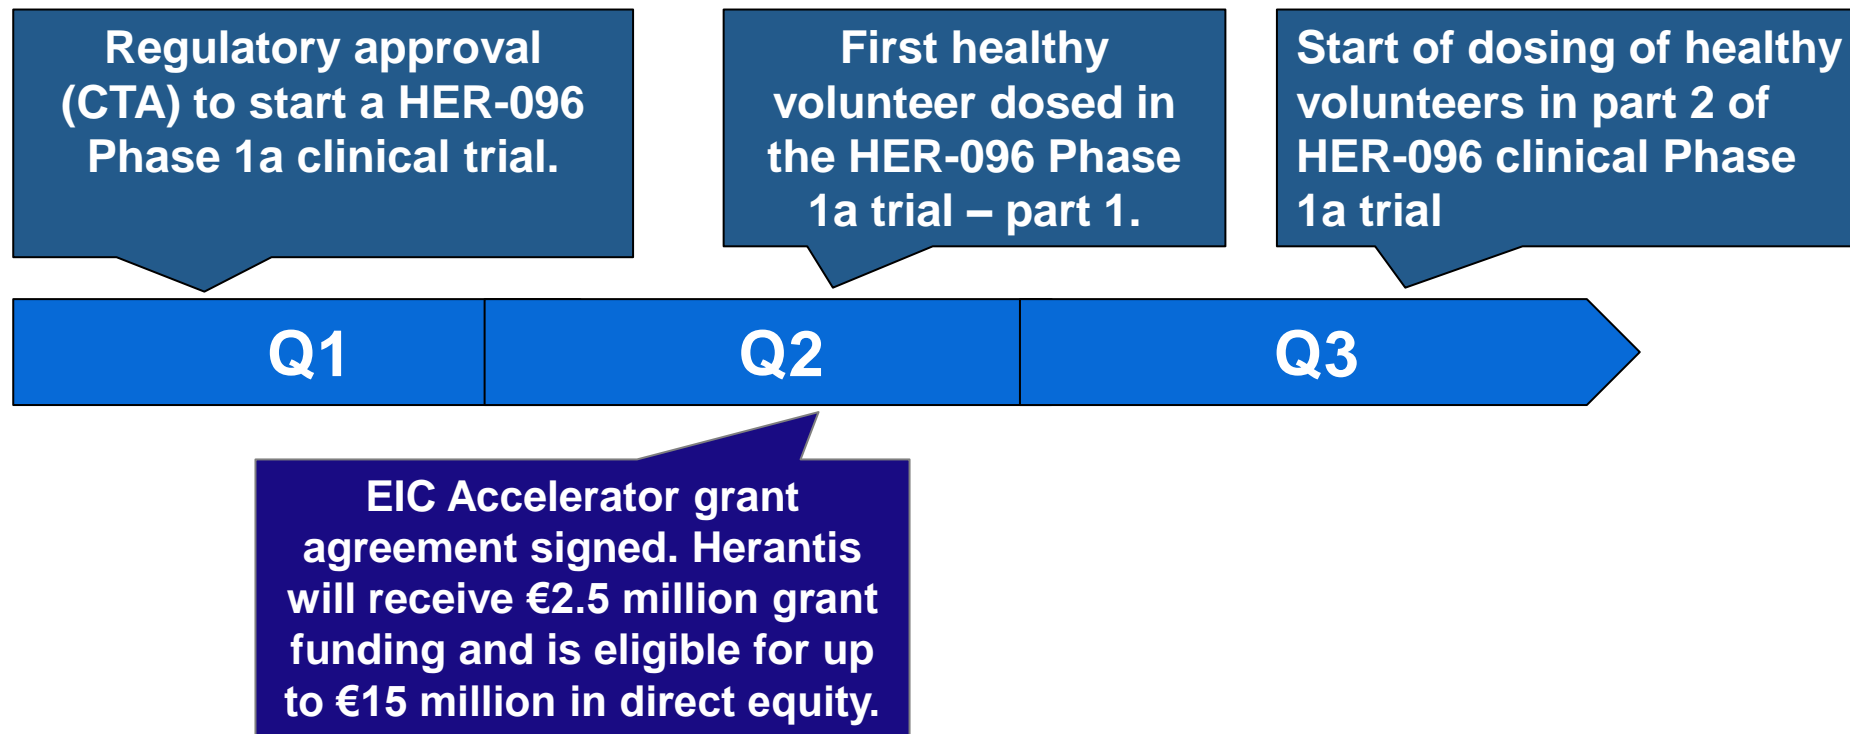 Regulatory approval
(CTA) to start a HER-096
Phase 1a clinical trial.
First healthy
volunteer dosed in
the HER-096 Phase
1a trial – part 1.
Start of dosing of healthy
volunteers in part 2 of
HER-096 clinical Phase
1a trial
Q1
Q2
Q3
EIC Accelerator grant
agreement signed. Herantis
will receive €2.5 million grant
funding and is eligible for up
to €15 million in direct equity.